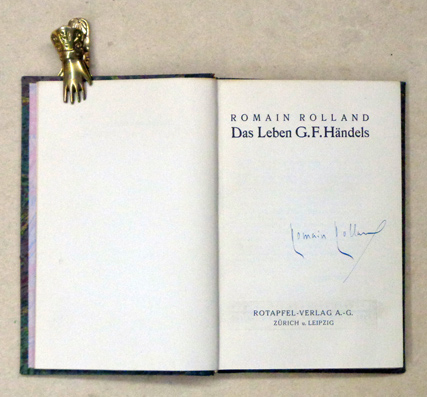 ROMAIN ROLLAND
Das Leben G.F.Händels
Romain Rolland
ROTAPFEL-VERLAG A.-G.
ZÜRICH u. LEIPZIG